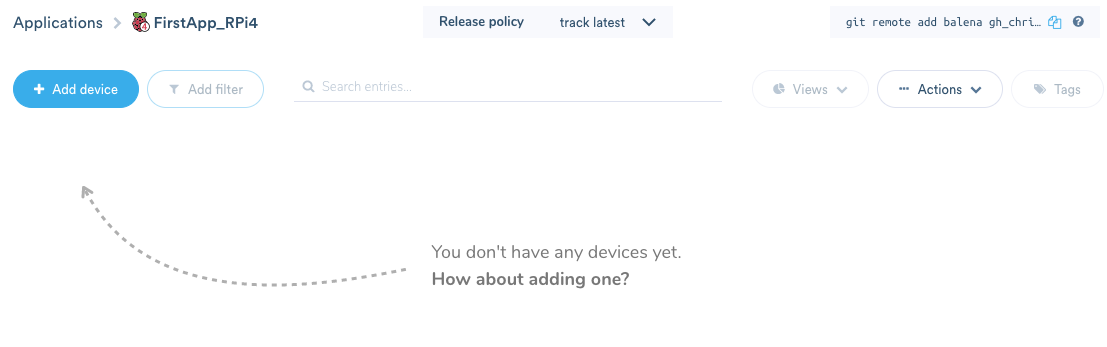 Applications > FirstApp_RPi4
Release policy track latest
git remote add balena gh_chri…
+ Add device
Add filter
Search entries...
Views
Actions
Tags
You don't have any devices yet.
How about adding one?